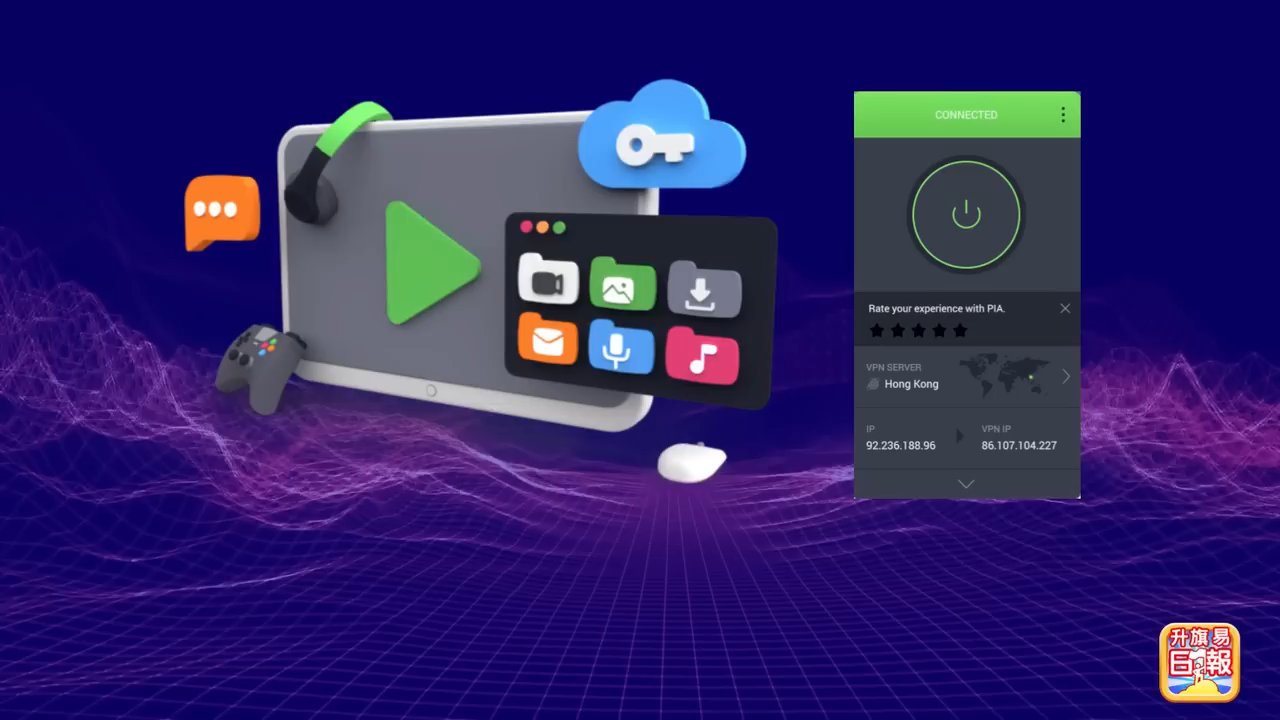 CONNECTED
Rate your experience with PIA.
VPN SERVER
Hong Kong
IP
92.236.188.96
VPN IP
86.107.104.227
升旗易
日報